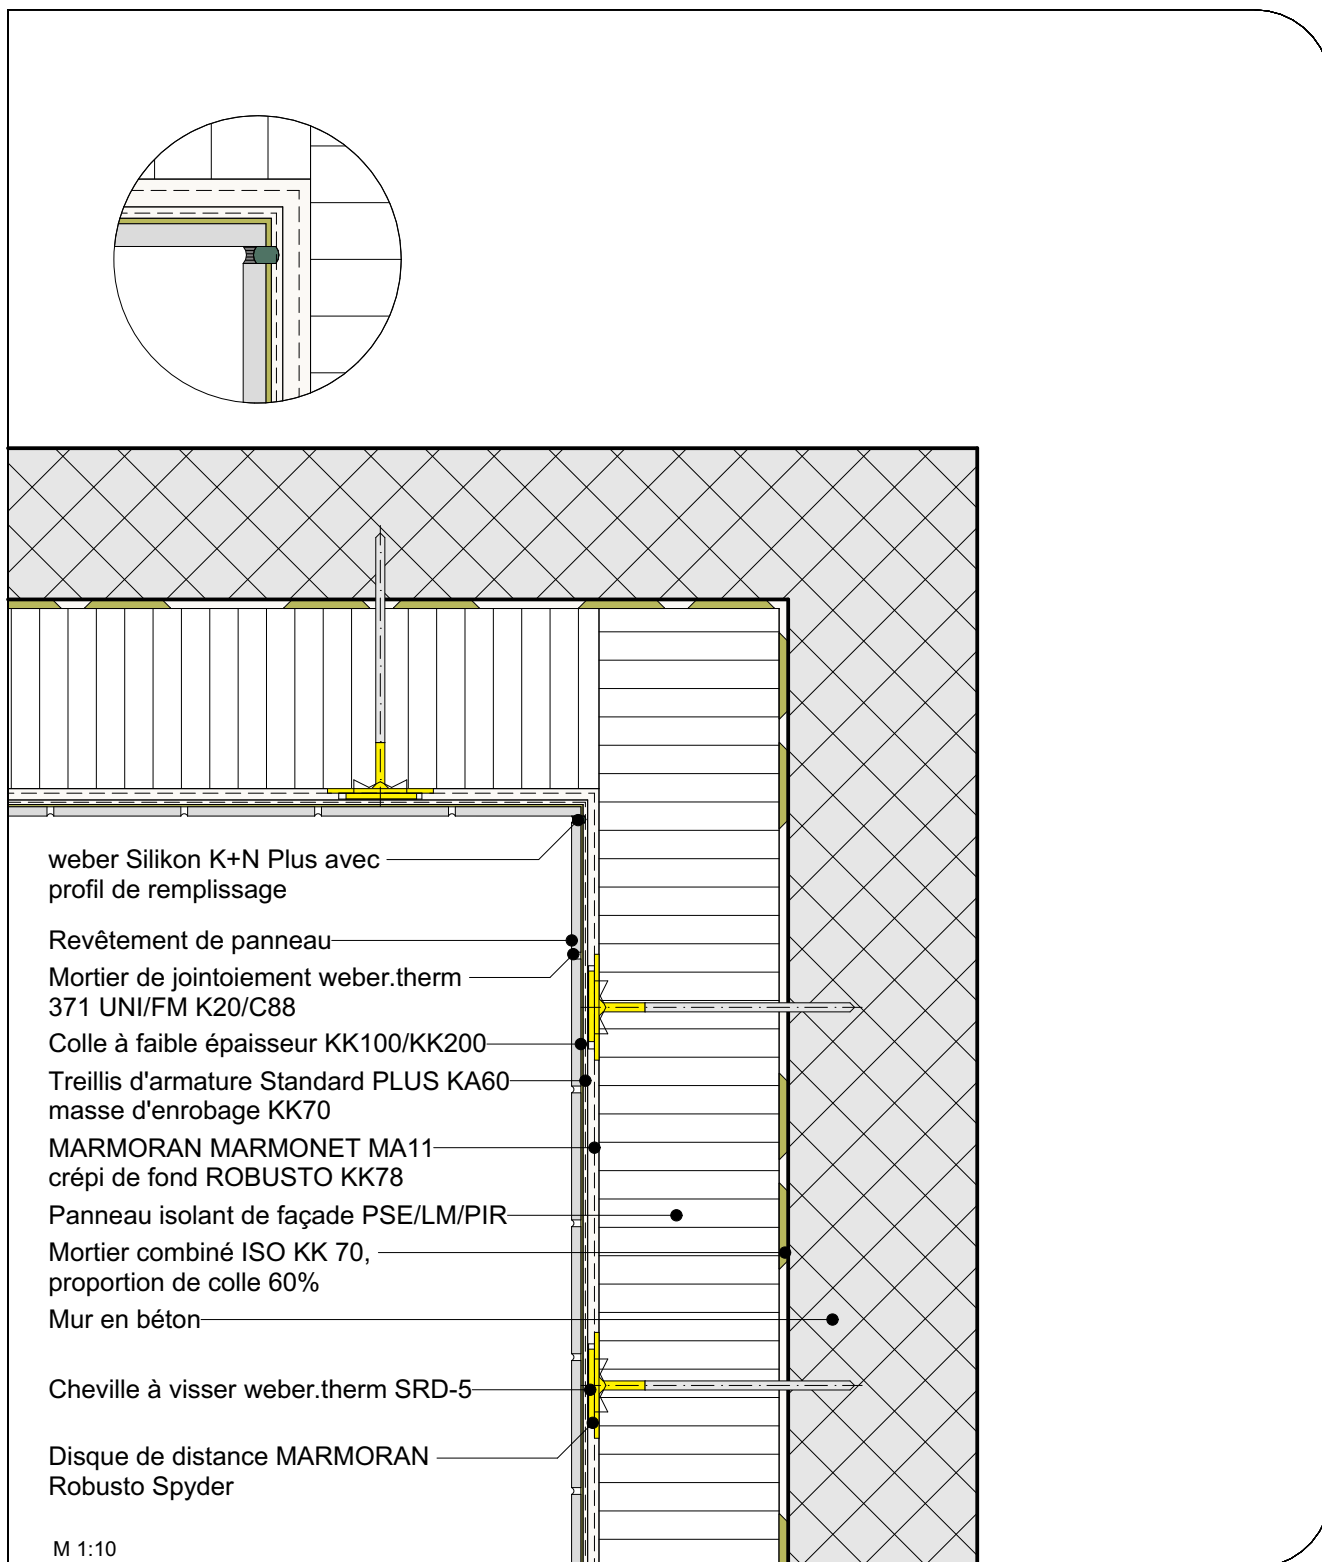 weber Silikon K+N Plus avec
profil de remplissage
Revêtement de panneau
Mortier de jointoiement weber.therm
371 UNI/FM K20/C88
Colle à faible épaisseur KK100/KK200
Treillis d'armature Standard PLUS KA60
masse d'enrobage KK70
MARMORAN MARMONET MA11
crépi de fond ROBUSTO KK78
Panneau isolant de façade PSE/LM/PIR
Mortier combiné ISO KK 70,
proportion de colle 60%
Mur en béton
Cheville à visser weber.therm SRD-5
Disque de distance MARMORAN
Robusto Spyder
M 1:10